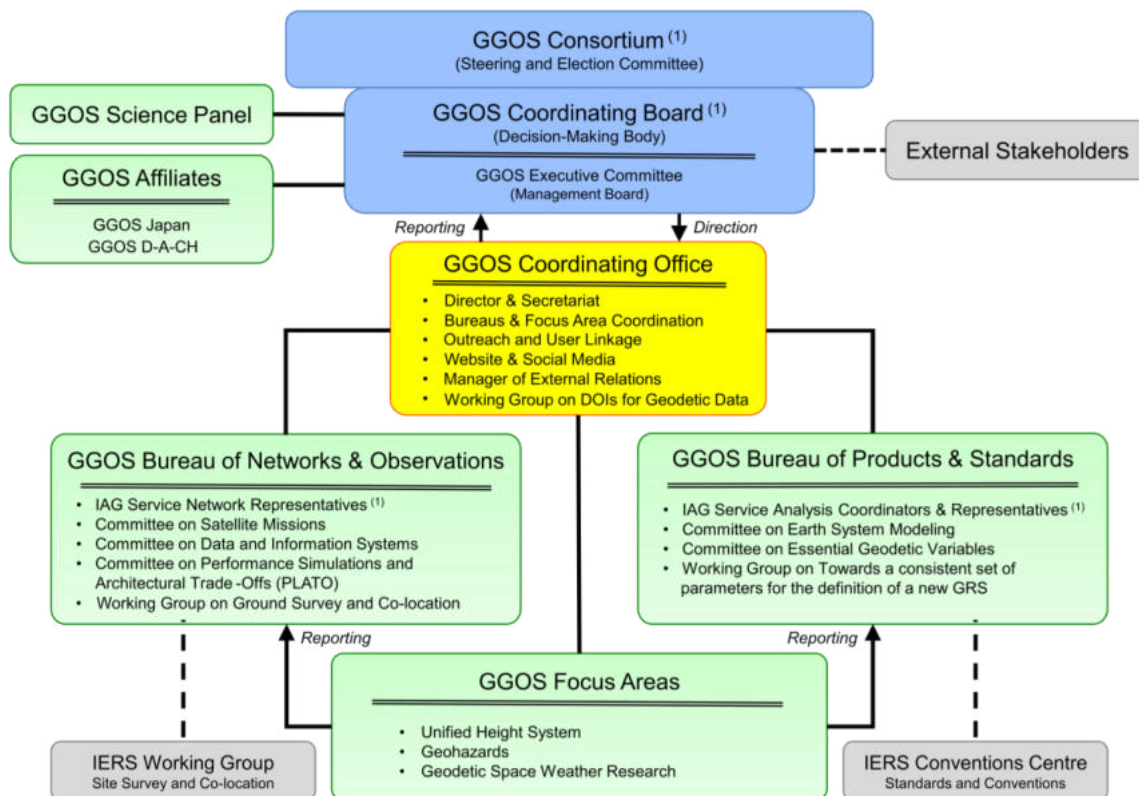 GGOS Consortium (1)
(Steering and Election Committee)
GGOS Science Panel
GGOS Coordinating Board (1)
(Decision-Making Body)
GGOS Executive Committee
(Management Board)
External Stakeholders
GGOS Affiliates
GGOS Japan
GGOS D-A-CH
Reporting
Direction
GGOS Coordinating Office
• Director & Secretariat
• Bureaus & Focus Area Coordination
• Outreach and User Linkage
• Website & Social Media
• Manager of External Relations
• Working Group on DOIs for Geodetic Data
GGOS Bureau of Networks & Observations
• IAG Service Network Representatives (1)
• Committee on Satellite Missions
• Committee on Data and Information Systems
• Committee on Performance Simulations and
Architectural Trade -Offs (PLATO)
• Working Group on Ground Survey and Co-location
GGOS Bureau of Products & Standards
• IAG Service Analysis Coordinators & Representatives (1)
• Committee on Earth System Modeling
• Committee on Essential Geodetic Variables
• Working Group on Towards a consistent set of
parameters for the definition of a new GRS
Reporting
Reporting
GGOS Focus Areas
• Unified Height System
• Geohazards
• Geodetic Space Weather Research
IERS Working Group
Site Survey and Co-location
IERS Conventions Centre
Standards and Conventions